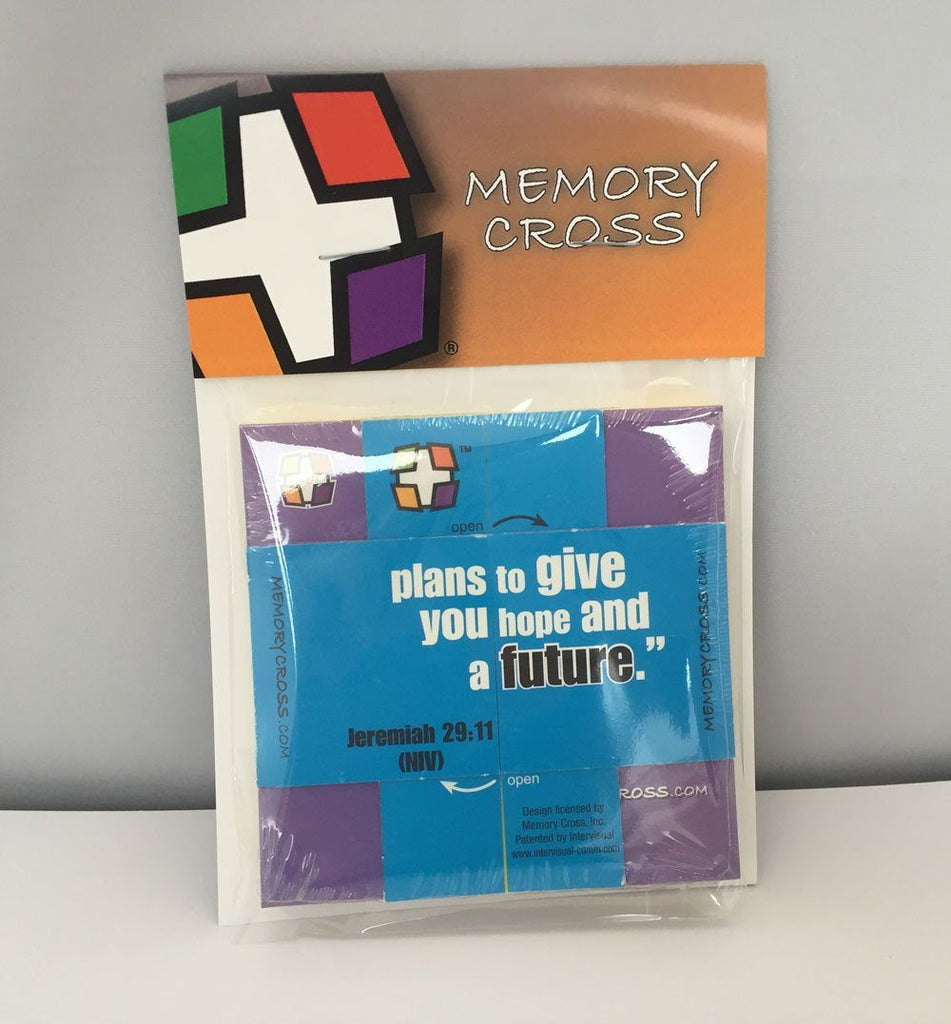 MEMORY
CROSS
®
TM
open
plans to give
you hope and
a future.”
MEMORYCROSS.COM
MEMORYCROSS.COM
Jeremiah 29:11
(NIV)
open
ROSS.COM
Design licensed by
Memory Cross, Inc.
Patented by Intervisual
www.intervisual-comm.com